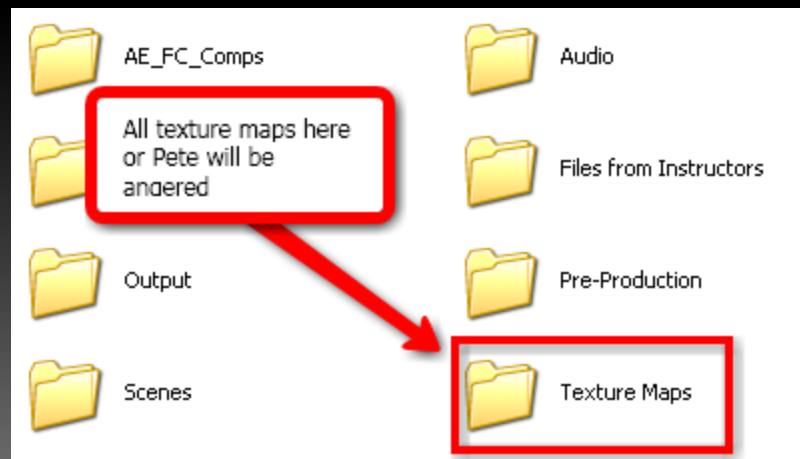 AE_FC_Comps
Audio
All texture maps here
or Pete will be
angered
Files from Instructors
Output
Pre-Production
Scenes
Texture Maps